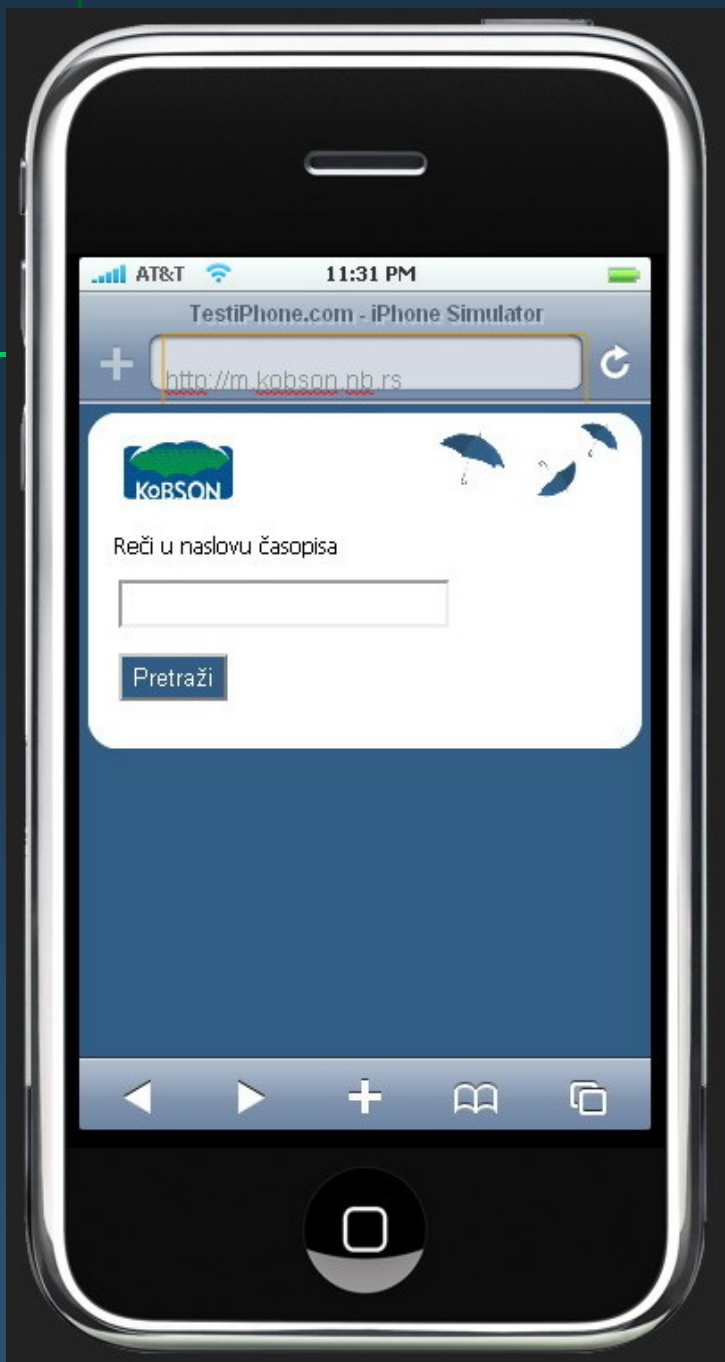 AT&T 11:31 PM
TestiPhone.com - iPhone Simulator
http://m.kobson.nb.rs
KoBSON
Reči u naslovu časopisa
Pretraži